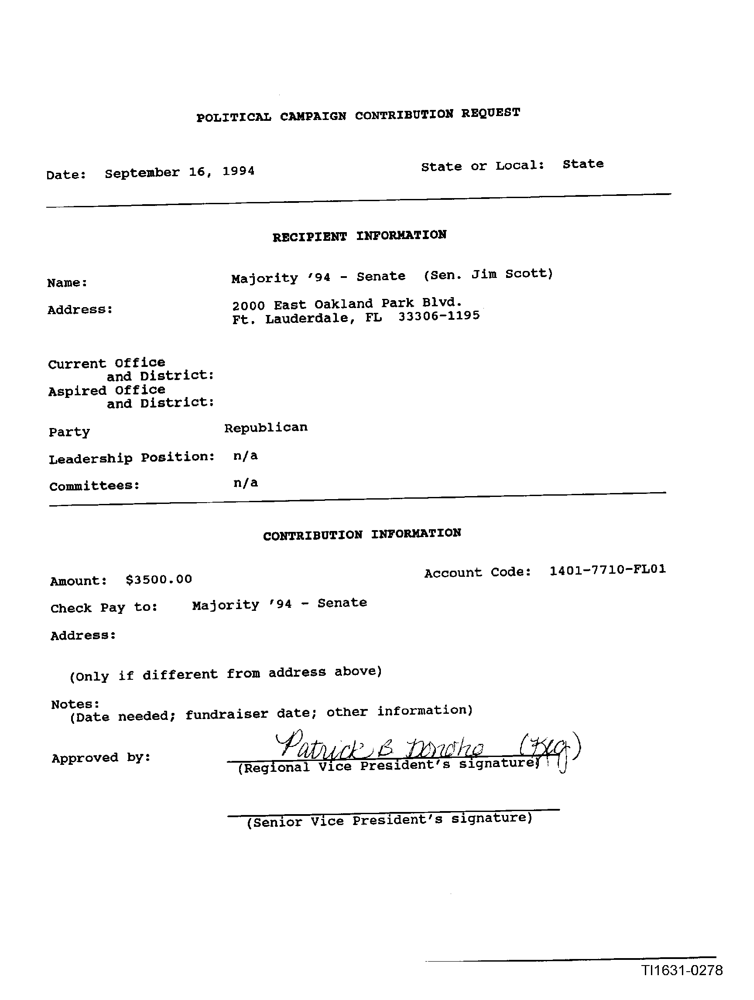 POLITICAL CAMPAIGN CONTRIBUTION REQUEST
Date: September 16, 1994 State or Local: State
RECIPIENT INFORMATION
Name: Majority '94 - Senate (Sen. Jim Scott)
Address: 2000 East Oakland Park Blvd.
Ft. Lauderdale, FL 33306-1195
Current Office
and District:
Aspired Office
and District:
Party Republican
Leadership Position: n/a
Committees: n/a
CONTRIBUTION INFORMATION
Amount: $3500.00 Account Code: 1401-7710-FL01
Check Pay to: Majority '94 - Senate
Address:
(Only if different from address above)
Notes:
(Date needed; fundraiser date; other information)
Approved by: Patrick B Donoho
(Regional Vice President's signature)
(Senior Vice President's signature)
TI1631-0278